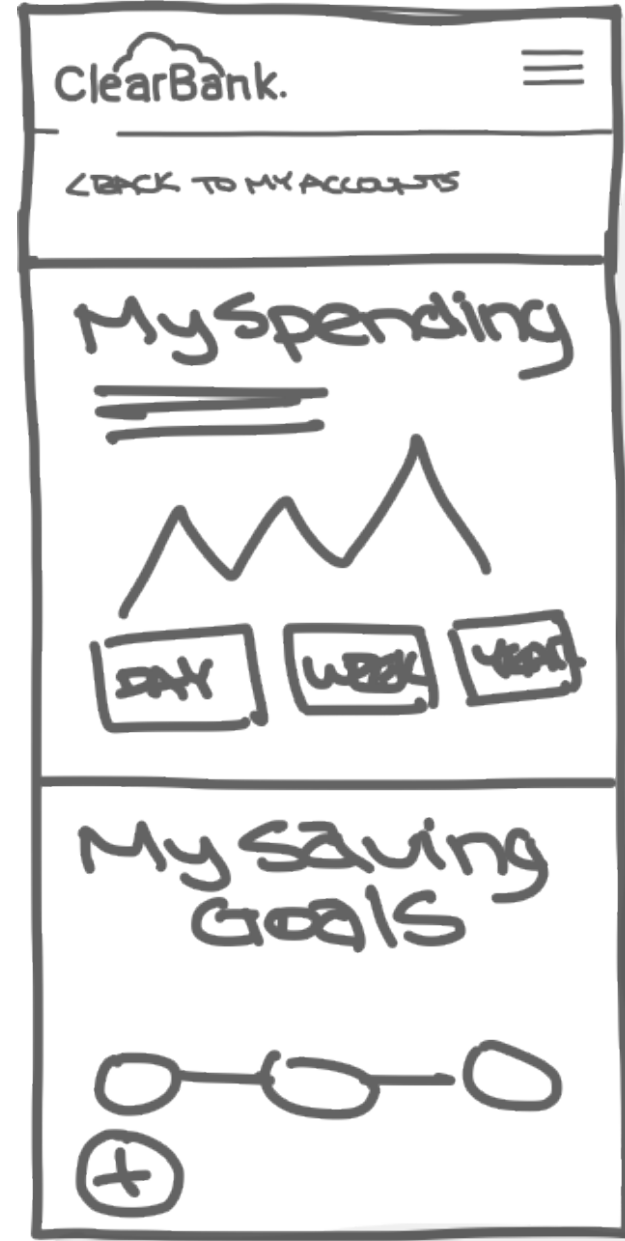 ClearBank.
<BACK TO MY ACCOUNTS
My Spending
DAY WEEK YEAR
My Saving
Goals
+